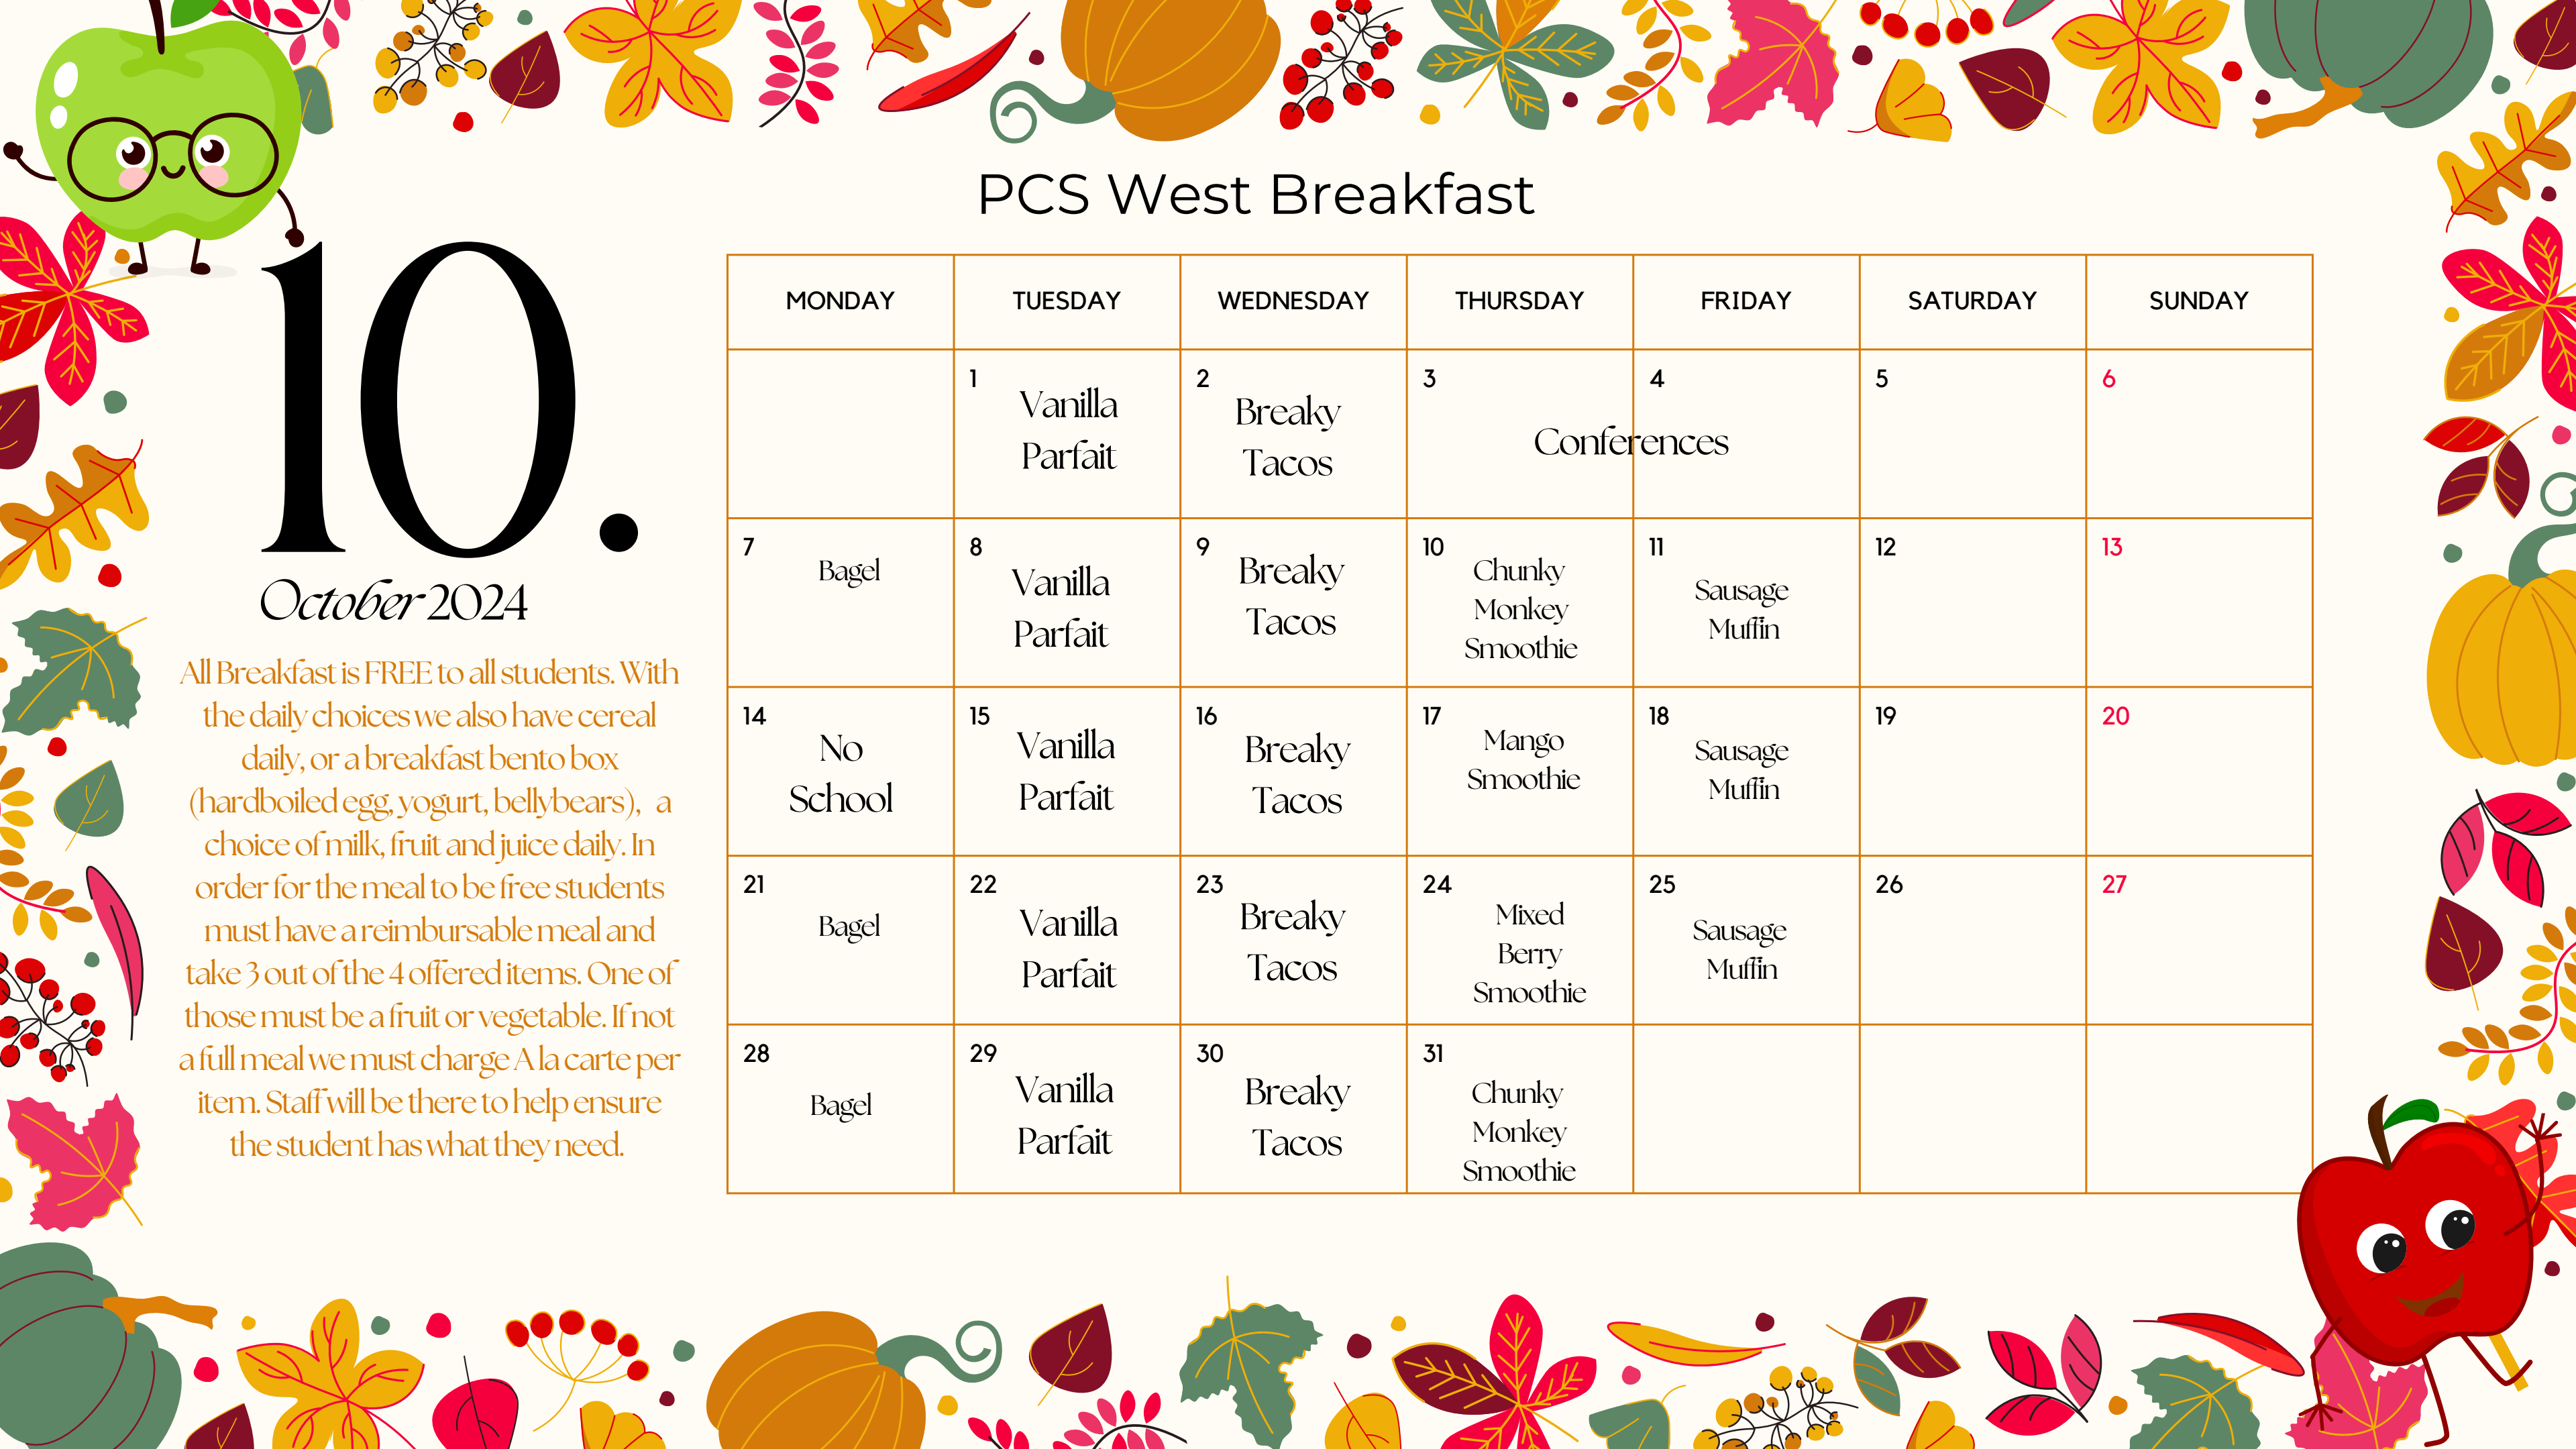 PCS West Breakfast
10.
October 2024
All Breakfast is FREE to all students. With
the daily choices we also have cereal
daily, or a breakfast bento box
(hardboiled egg, yogurt, bellybears),   a
choice of milk, fruit and juice daily. In
order for the meal to be free students
must have a reimbursable meal and
take 3 out of the 4 offered items. One of
those must be a fruit or vegetable. If not
a full meal we must charge A la carte per
item. Staff will be there to help ensure
the student has what they need.
MONDAY TUESDAY WEDNESDAY THURSDAY FRIDAY SATURDAY SUNDAY
1
Vanilla
Parfait
2
Breaky
Tacos
3
4
Conferences
5
6
7
Bagel
8
Vanilla
Parfait
9
Breaky
Tacos
10
Chunky
Monkey
Smoothie
11
Sausage
Muffin
12
13
14
No
School
15
Vanilla
Parfait
16
Breaky
Tacos
17
Mango
Smoothie
18
Sausage
Muffin
19
20
21
Bagel
22
Vanilla
Parfait
23
Breaky
Tacos
24
Mixed
Berry
Smoothie
25
Sausage
Muffin
26
27
28
Bagel
29
Vanilla
Parfait
30
Breaky
Tacos
31
Chunky
Monkey
Smoothie